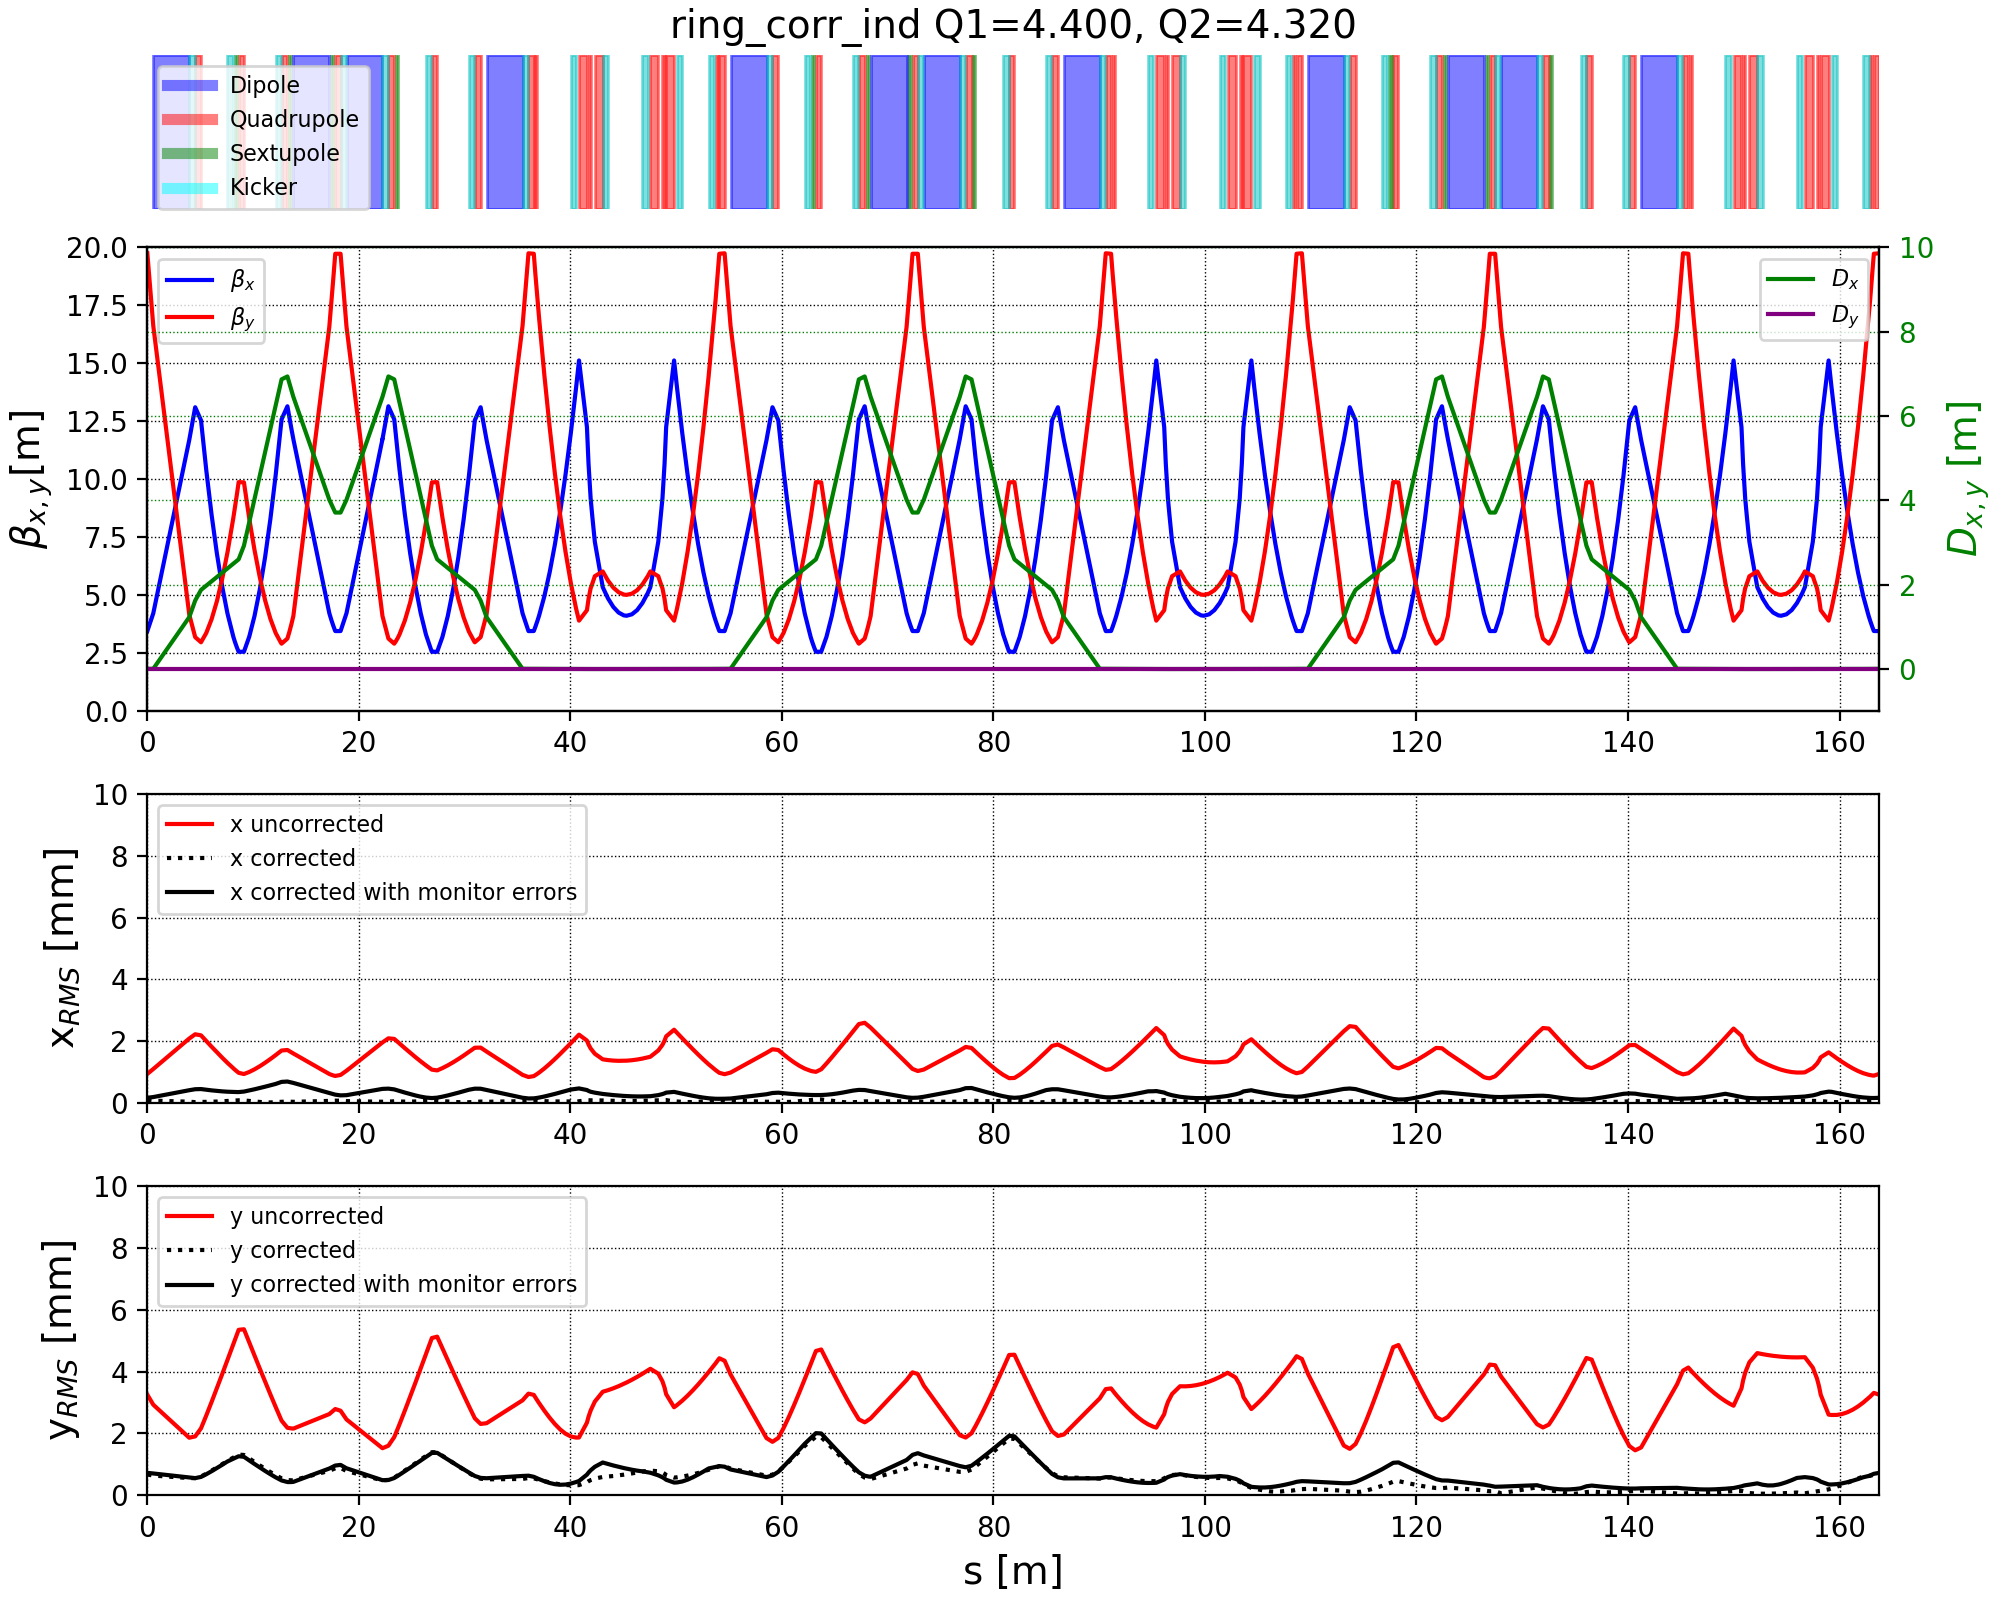 ring_corr_ind Q1=4.400, Q2=4.320
Dipole
Quadrupole
Sextupole
Kicker
20.0
17.5
15.0
12.5
10.0
7.5
5.0
2.5
0.0
β_{x,y}[m]
β_x
β_y
D_x
D_y
10
8
6
4
2
0
D_{x,y} [m]
0 20 40 60 80 100 120 140 160
10
8
6
4
2
0
x_{RMS} [mm]
x uncorrected
x corrected
x corrected with monitor errors
0 20 40 60 80 100 120 140 160
10
8
6
4
2
0
y_{RMS} [mm]
y uncorrected
y corrected
y corrected with monitor errors
0 20 40 60 80 100 120 140 160
s [m]